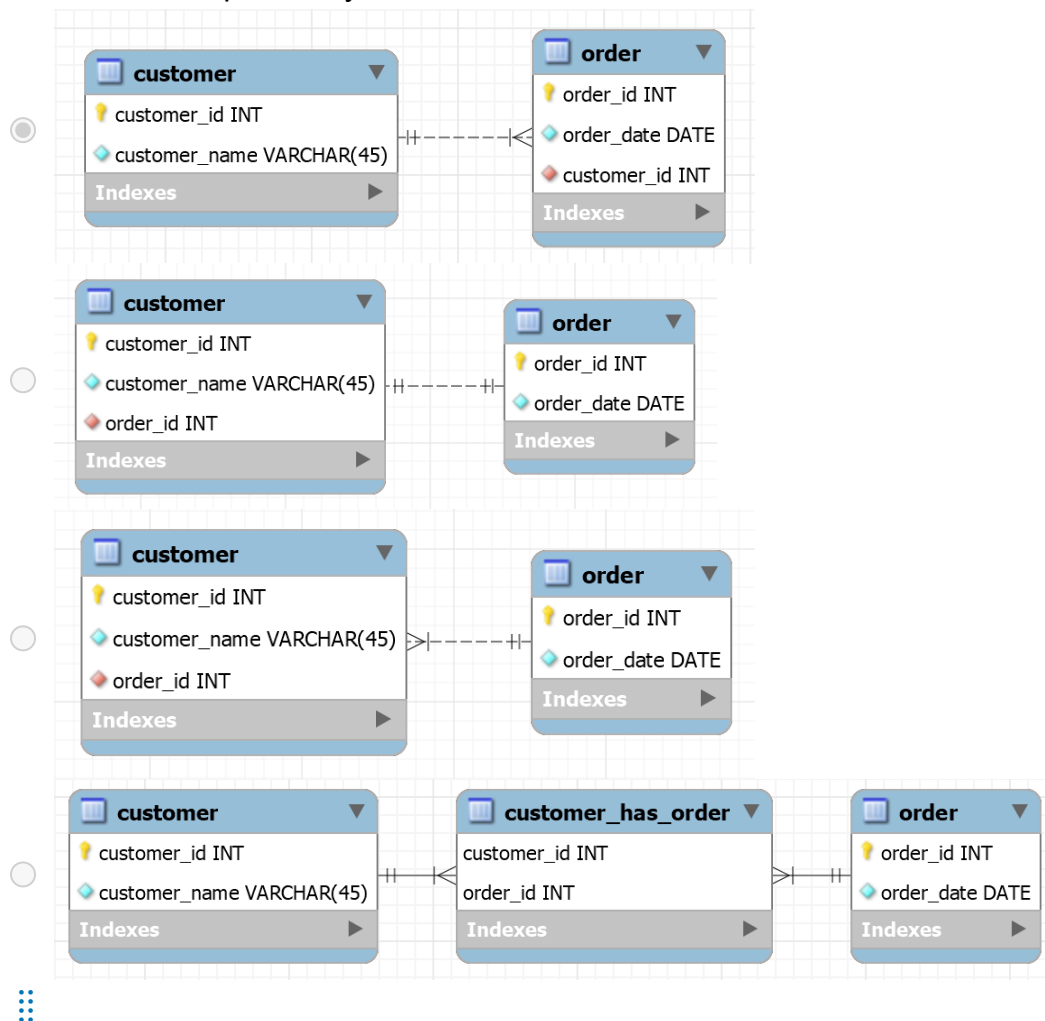 customer
customer_id INT
customer_name VARCHAR(45)
Indexes
order
order_id INT
order_date DATE
customer_id INT
Indexes
customer
customer_id INT
customer_name VARCHAR(45)
order_id INT
Indexes
order
order_id INT
order_date DATE
Indexes
customer
customer_id INT
customer_name VARCHAR(45)
order_id INT
Indexes
order
order_id INT
order_date DATE
Indexes
customer
customer_id INT
customer_name VARCHAR(45)
Indexes
customer_has_order
customer_id INT
order_id INT
Indexes
order
order_id INT
order_date DATE
Indexes